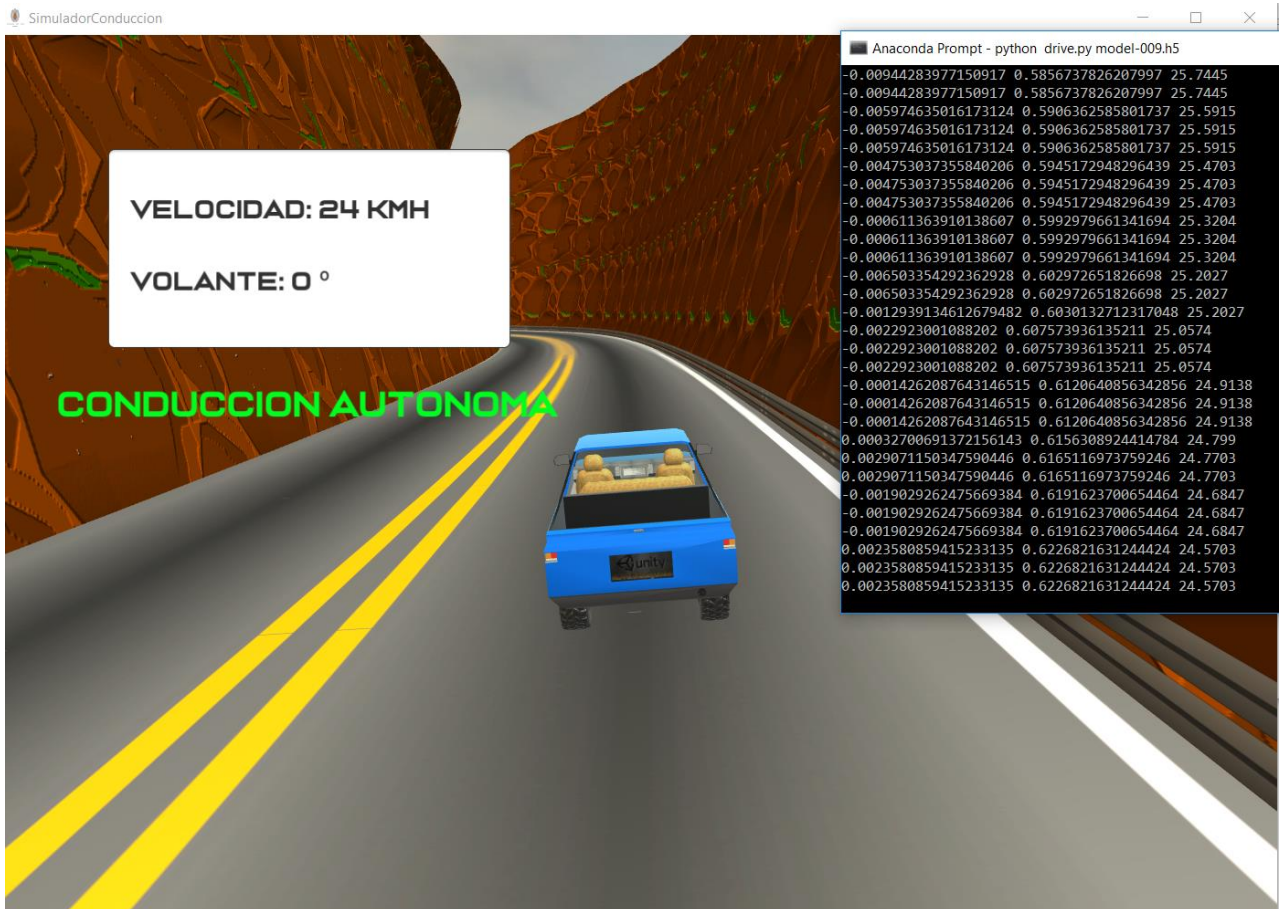 SimuladorConduccion
VELOCIDAD: 24 KMH
VOLANTE: 0 º
CONDUCCION AUTONOMA
unity
Anaconda Prompt - python  drive.py model-009.h5
-0.00944283977150917 0.5856737826207997 25.7445
-0.00944283977150917 0.5856737826207997 25.7445
-0.005974635016173124 0.5906362585801737 25.5915
-0.005974635016173124 0.5906362585801737 25.5915
-0.005974635016173124 0.5906362585801737 25.5915
-0.004753037355840206 0.5945172948296439 25.4703
-0.004753037355840206 0.5945172948296439 25.4703
-0.004753037355840206 0.5945172948296439 25.4703
-0.000611363910138607 0.5992979661341694 25.3204
-0.000611363910138607 0.5992979661341694 25.3204
-0.000611363910138607 0.5992979661341694 25.3204
-0.006503354292362928 0.602972651826698 25.2027
-0.006503354292362928 0.602972651826698 25.2027
-0.0012939134612679482 0.6030132712317048 25.2027
-0.0022923001088202 0.607573936135211 25.0574
-0.0022923001088202 0.607573936135211 25.0574
-0.0022923001088202 0.607573936135211 25.0574
-0.00014262087643146515 0.6120640856342856 24.9138
-0.00014262087643146515 0.6120640856342856 24.9138
-0.00014262087643146515 0.6120640856342856 24.9138
0.00032700691372156143 0.6156308924414784 24.799
0.0029071150347590446 0.6165116973759246 24.7703
0.0029071150347590446 0.6165116973759246 24.7703
-0.0019029262475669384 0.6191623700654464 24.6847
-0.0019029262475669384 0.6191623700654464 24.6847
-0.0019029262475669384 0.6191623700654464 24.6847
0.0023580859415233135 0.6226821631244424 24.5703
0.0023580859415233135 0.6226821631244424 24.5703
0.0023580859415233135 0.6226821631244424 24.5703